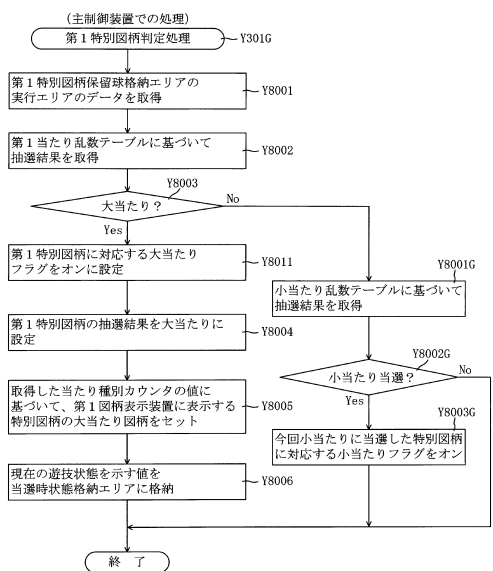 (主制御装置での処理)
第1特別図柄判定処理
Y301G
第1特別図柄保留球格納エリアの
実行エリアのデータを取得
Y8001
第1当たり乱数テーブルに基づいて
抽選結果を取得
Y8002
Y8003
大当たり?
No
Yes
第1特別図柄に対応する大当たり
フラグをオンに設定
Y8011
第1特別図柄の抽選結果を大当たりに
設定
Y8004
取得した当たり種別カウンタの値に
基づいて、第1図柄表示装置に表示する
特別図柄の大当たり図柄をセット
Y8005
現在の遊技状態を示す値を
当選時状態格納エリアに格納
Y8006
Y8001G
小当たり乱数テーブルに基づいて
抽選結果を取得
Y8002G
小当たり当選?
No
Yes
Y8003G
今回小当たりに当選した特別図柄
に対応する小当たりフラグをオン
終 了